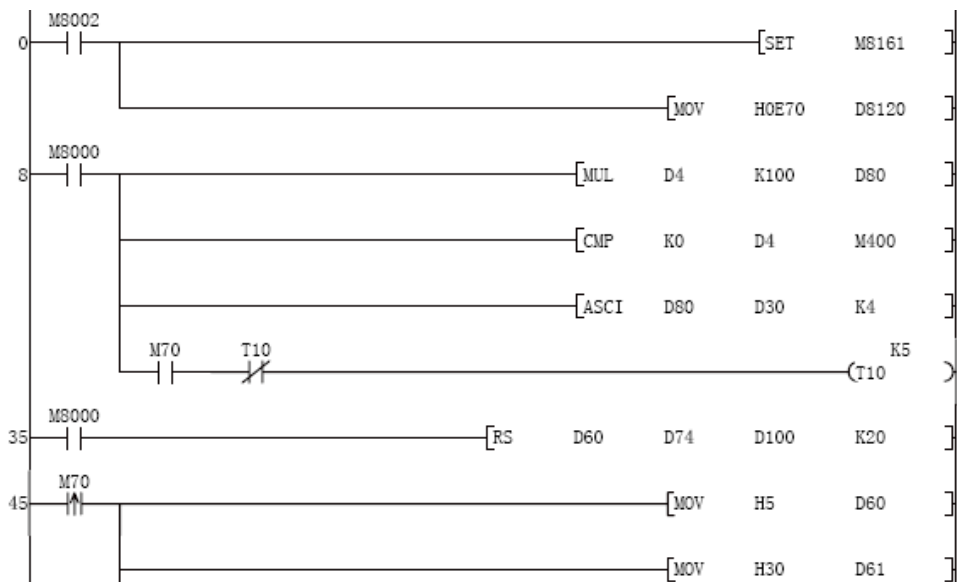 M8002
0 [SET M8161 ]
[MOV H0E70 D8120 ]
M8000
8 [MUL D4 K100 D80 ]
[CMP K0 D4 M400 ]
[ASCI D80 D30 K4 ]
M70 T10 K5
(T10 )
M8000
35 [RS D60 D74 D100 K20 ]
M70
45 [MOV H5 D60 ]
[MOV H30 D61 ]